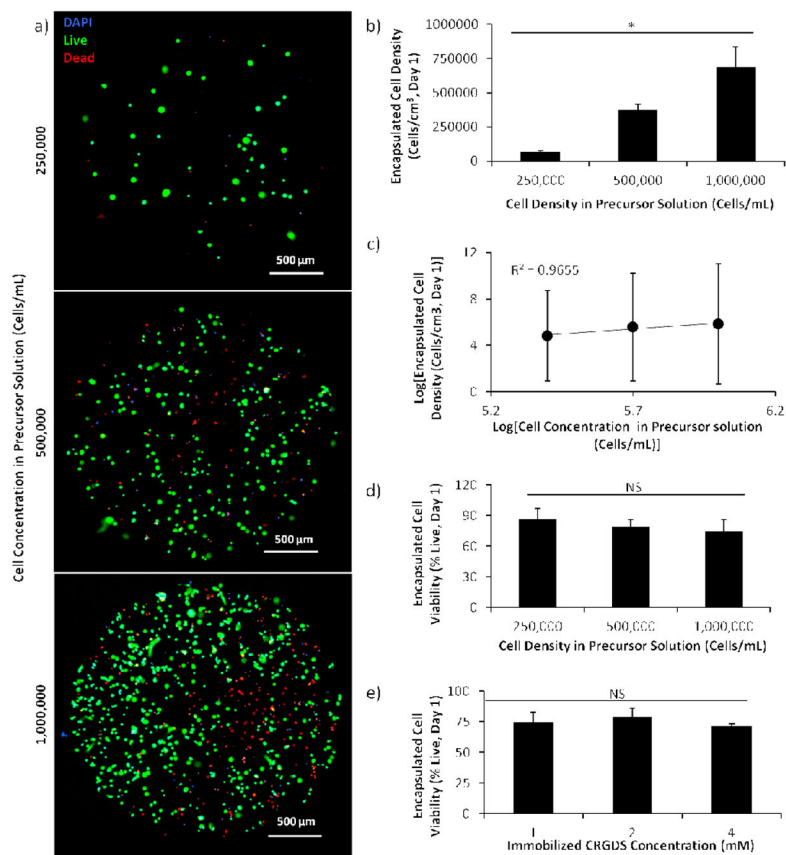 a)
DAPI
Live
Dead
Cell Concentration in Precursor Solution (Cells/mL)
250,000
500 µm
500,000
500 µm
1,000,000
500 µm
b)
Encapsulated Cell Density
(Cells/cm³, Day 1)
1000000
750000
500000
250000
0
*
250,000
500,000
1,000,000
Cell Density in Precursor Solution (Cells/mL)
c)
Log[Encapsulated Cell
Density (Cells/cm3, Day 1)]
12
8
4
0
R² = 0.9655
5.2
5.7
6.2
Log[Cell Concentration in Precursor solution
(Cells/mL)]
d)
Encapsulated Cell
Viability (% Live, Day 1)
120
90
60
30
0
NS
250,000
500,000
1,000,000
Cell Density in Precursor Solution (Cells/mL)
e)
Encapsulated Cell
Viability (% Live, Day 1)
100
75
50
25
0
NS
1
2
4
Immobilized CRGDS Concentration (mM)